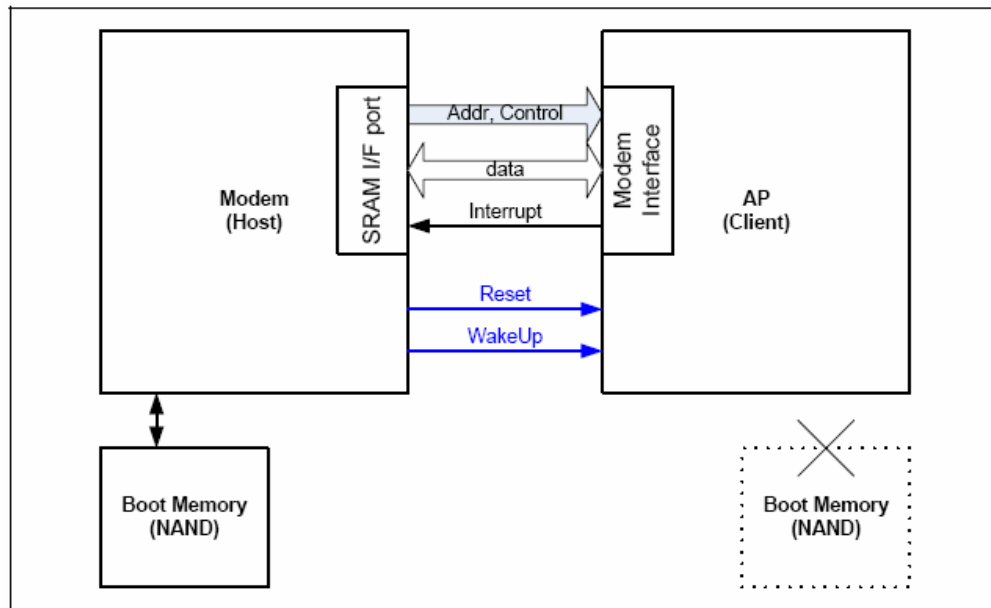 Modem
(Host)
SRAM I/F port
Addr, Control
data
Interrupt
Reset
WakeUp
Modem
Interface
AP
(Client)
Boot Memory
(NAND)
Boot Memory
(NAND)